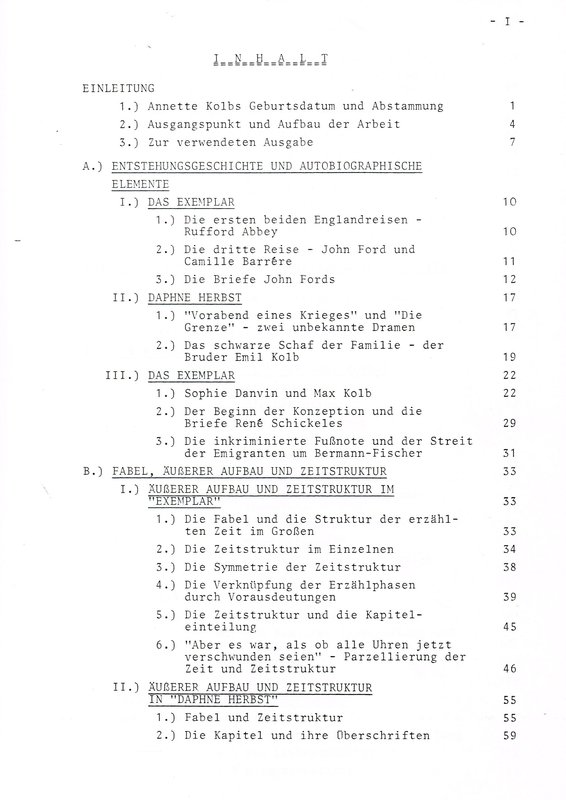 - I -
I N H A L T
EINLEITUNG
1.) Annette Kolbs Geburtsdatum und Abstammung 1
2.) Ausgangspunkt und Aufbau der Arbeit 4
3.) Zur verwendeten Ausgabe 7
A.) ENTSTEHUNGSGESCHICHTE UND AUTOBIOGRAPHISCHE
ELEMENTE
I.) DAS EXEMPLAR 10
1.) Die ersten beiden Englandreisen -
Rufford Abbey 10
2.) Die dritte Reise - John Ford und
Camille Barrére 11
3.) Die Briefe John Fords 12
II.) DAPHNE HERBST 17
1.) "Vorabend eines Krieges" und "Die
Grenze" - zwei unbekannte Dramen 17
2.) Das schwarze Schaf der Familie - der
Bruder Emil Kolb 19
III.) DAS EXEMPLAR 22
1.) Sophie Danvin und Max Kolb 22
2.) Der Beginn der Konzeption und die
Briefe René Schickeles 29
3.) Die inkriminierte Fußnote und der Streit
der Emigranten um Bermann-Fischer 31
B.) FABEL, ÄUßERER AUFBAU UND ZEITSTRUKTUR 33
I.) ÄUßERER AUFBAU UND ZEITSTRUKTUR IM
"EXEMPLAR" 33
1.) Die Fabel und die Struktur der erzähl-
ten Zeit im Großen 33
2.) Die Zeitstruktur im Einzelnen 34
3.) Die Symmetrie der Zeitstruktur 38
4.) Die Verknüpfung der Erzählphasen
durch Vorausdeutungen 39
5.) Die Zeitstruktur und die Kapitel-
einteilung 45
6.) "Aber es war, als ob alle Uhren jetzt
verschwunden seien" - Parzellierung der
Zeit und Zeitstruktur 46
II.) ÄUßERER AUFBAU UND ZEITSTRUKTUR
IN "DAPHNE HERBST" 55
1.) Fabel und Zeitstruktur 55
2.) Die Kapitel und ihre Überschriften 59